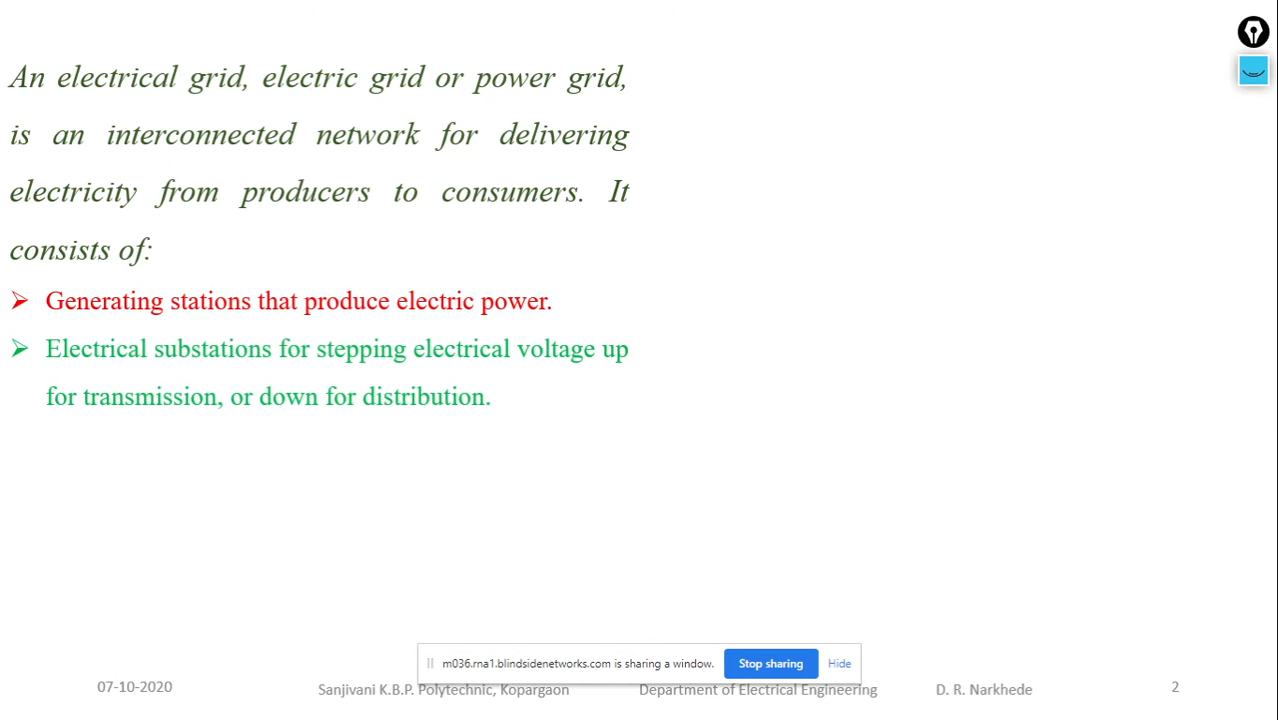 An electrical grid, electric grid or power grid,
is an interconnected network for delivering
electricity from producers to consumers. It
consists of:
➢ Generating stations that produce electric power.
➢ Electrical substations for stepping electrical voltage up
for transmission, or down for distribution.
m036.rna1.blindsidenetworks.com is sharing a window. Stop sharing Hide
07-10-2020 Sanjivani K.B.P. Polytechnic, Kopargaon Department of Electrical Engineering D. R. Narkhede 2